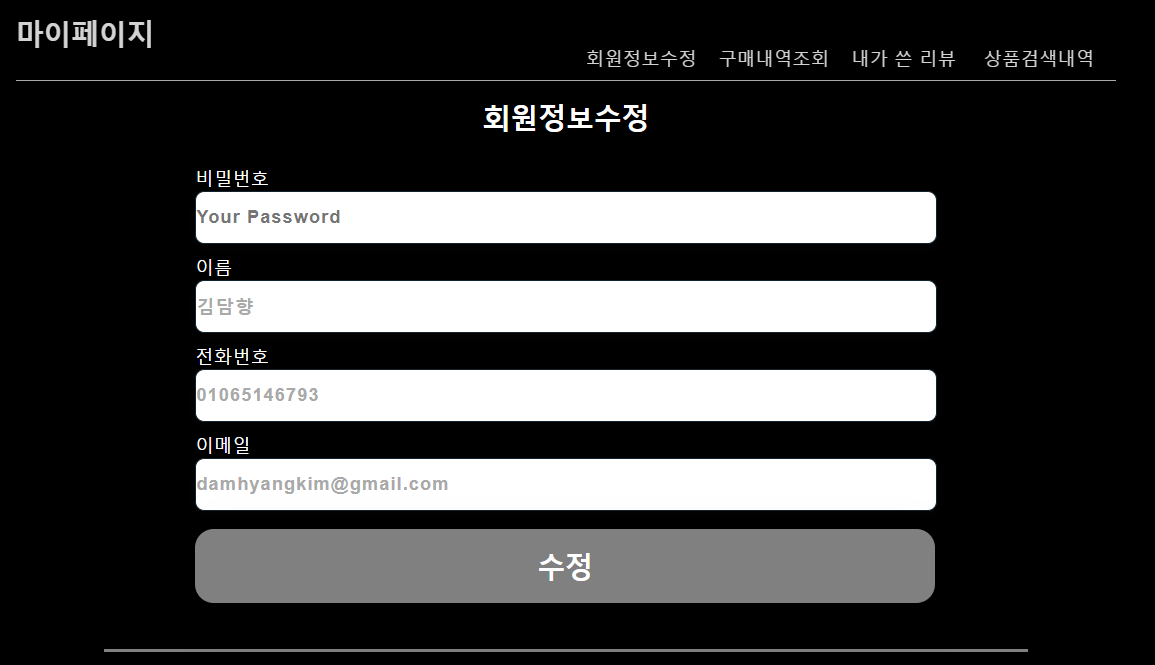 마이페이지
회원정보수정 구매내역조회 내가 쓴 리뷰 상품검색내역
회원정보수정
비밀번호
Your Password
이름
김담향
전화번호
01065146793
이메일
damhyangkim@gmail.com
수정